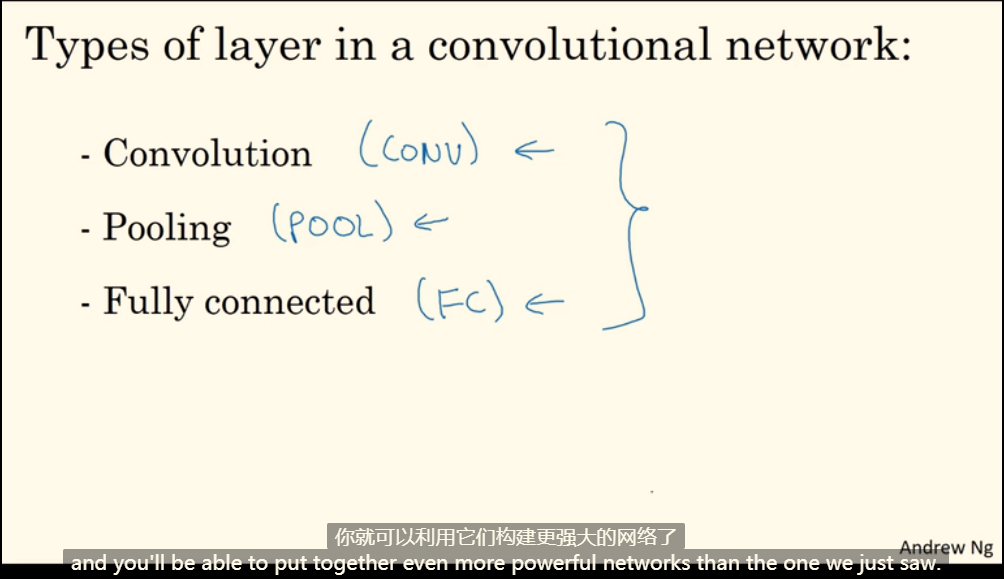 Types of layer in a convolutional network:
- Convolution (CONV) ←
- Pooling (POOL) ←
- Fully connected (FC) ←
你就可以利用它们构建更强大的网络了
Andrew Ng
and you'll be able to put together even more powerful networks than the one we just saw.